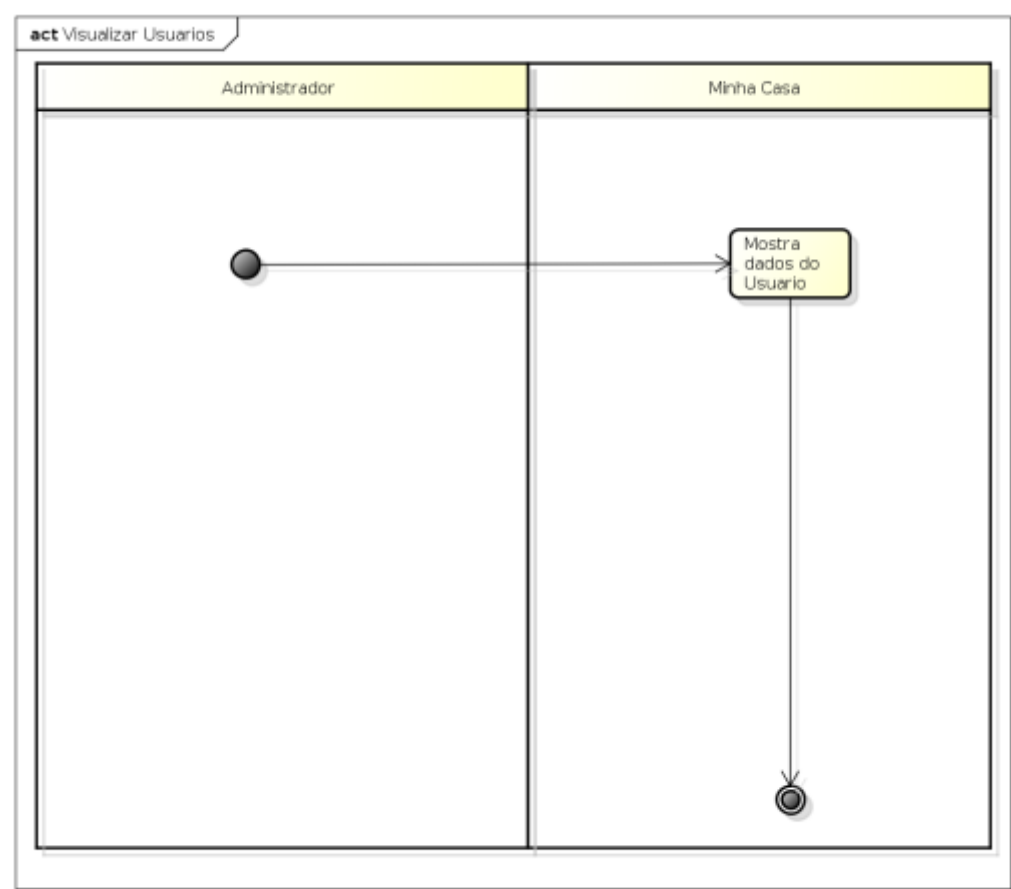 act Visualizar Usuarios
Administrador
Minha Casa
Mostra
dados do
Usuario